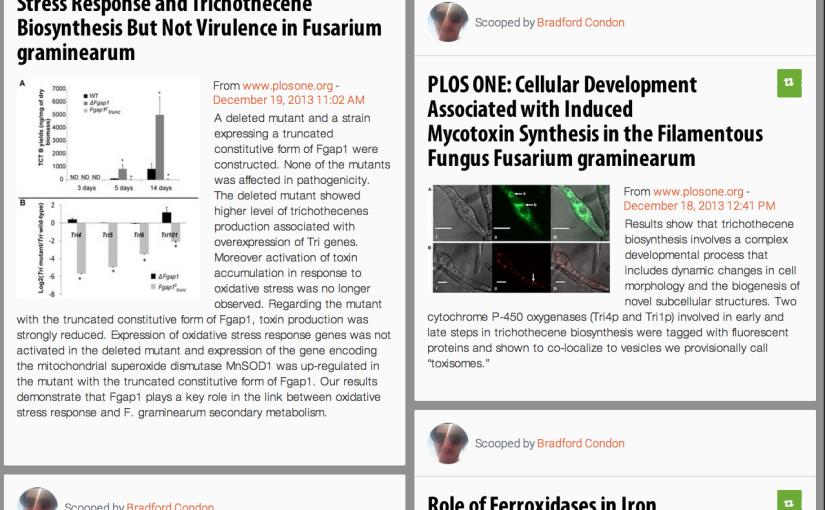 Stress Response and Trichothecene
Biosynthesis But Not Virulence in Fusarium
graminearum
A
TCT B yields (ng/mg of dry
biomass)
7000
6000
5000
4000
3000
2000
1000
0
WT
ΔFgap1
Fgap1^c trunc
ND ND ND
*
*
*
*
3 days
5 days
14 days
B
Log2(Tri mutant/Tri wild-type)
2
0
-2
-4
-6
-8
Tri4
Tri5
Tri6
Tri101
*
*
*
*
ΔFgap1
Fgap1^c trunc
From www.plosone.org -
December 19, 2013 11:02 AM
A deleted mutant and a strain
expressing a truncated
constitutive form of Fgap1 were
constructed. None of the mutants
was affected in pathogenicity.
The deleted mutant showed
higher level of trichothecenes
production associated with
overexpression of Tri genes.
Moreover activation of toxin
accumulation in response to
oxidative stress was no longer
observed. Regarding the mutant
with the truncated constitutive form of Fgap1, toxin production was
strongly reduced. Expression of oxidative stress response genes was not
activated in the deleted mutant and expression of the gene encoding
the mitochondrial superoxide dismutase MnSOD1 was up-regulated in
the mutant with the truncated constitutive form of Fgap1. Our results
demonstrate that Fgap1 plays a key role in the link between oxidative
stress response and F. graminearum secondary metabolism.
Scooped by Bradford Condon
Scooped by Bradford Condon
PLOS ONE: Cellular Development
Associated with Induced
Mycotoxin Synthesis in the Filamentous
Fungus Fusarium graminearum
A
B
From www.plosone.org -
December 18, 2013 12:41 PM
Results show that trichothecene
biosynthesis involves a complex
developmental process that
includes dynamic changes in cell
morphology and the biogenesis of
novel subcellular structures. Two
cytochrome P-450 oxygenases (Tri4p and Tri1p) involved in early and
late steps in trichothecene biosynthesis were tagged with fluorescent
proteins and shown to co-localize to vesicles we provisionally call
“toxisomes.”
Scooped by Bradford Condon
Role of Ferroxidases in Iron